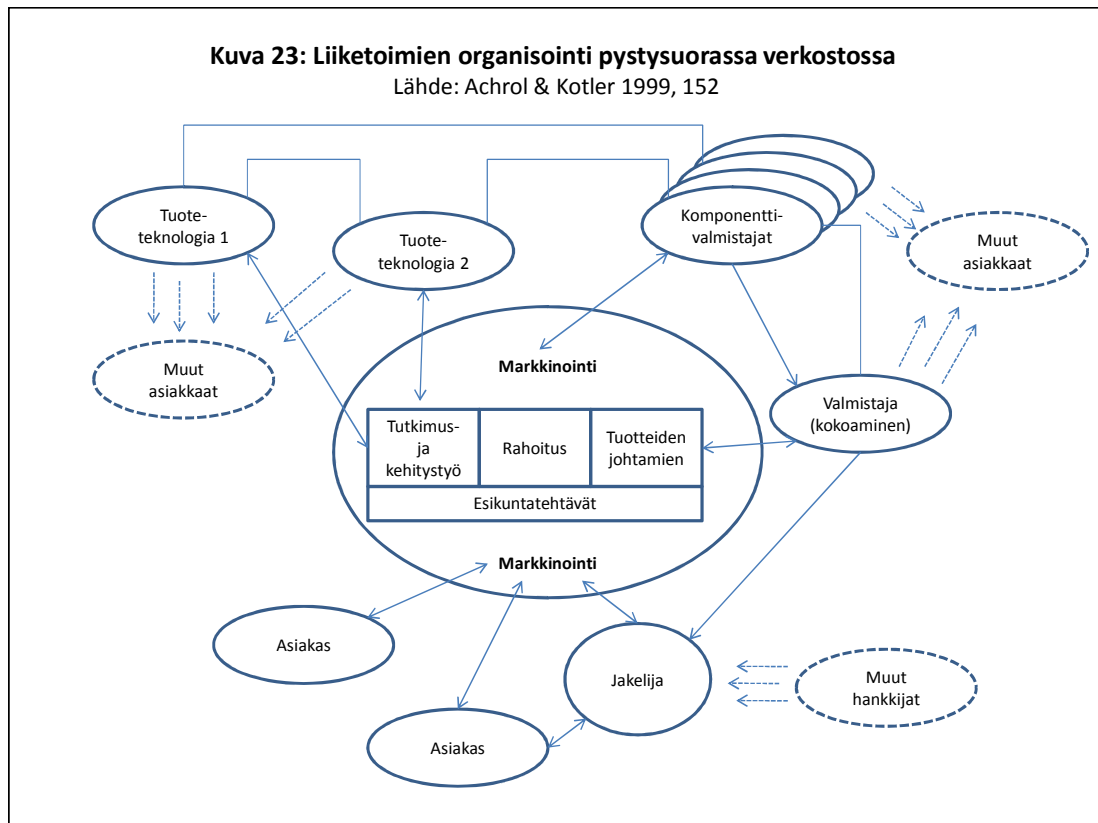 Kuva 23: Liiketoimien organisointi pystysuorassa verkostossa
Lähde: Achrol & Kotler 1999, 152
Tuote-
teknologia 1
Tuote-
teknologia 2
Komponentti-
valmistajat
Muut
asiakkaat
Muut
asiakkaat
Markkinointi
Valmistaja
(kokoaminen)
Tutkimus-
ja
kehitystyö
Rahoitus
Tuotteiden
johtamien
Esikuntatehtävät
Markkinointi
Asiakas
Jakelija
Muut
hankkijat
Asiakas